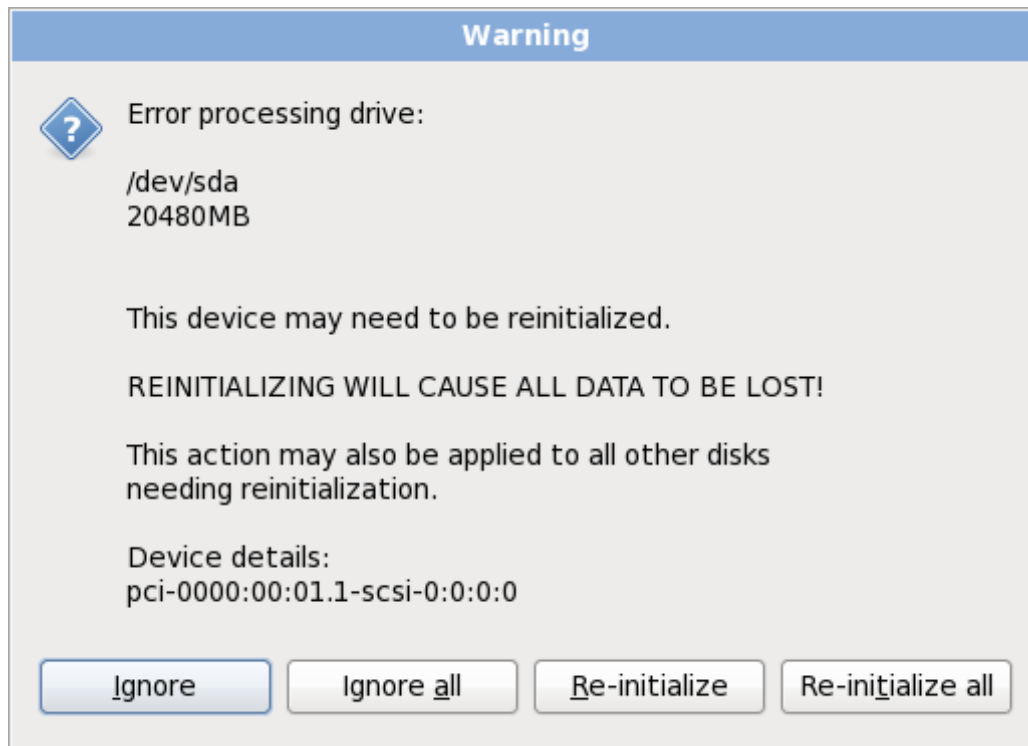 Warning
Error processing drive:
/dev/sda
20480MB
This device may need to be reinitialized.
REINITIALIZING WILL CAUSE ALL DATA TO BE LOST!
This action may also be applied to all other disks
needing reinitialization.
Device details:
pci-0000:00:01.1-scsi-0:0:0:0
Ignore
Ignore all
Re-initialize
Re-initialize all